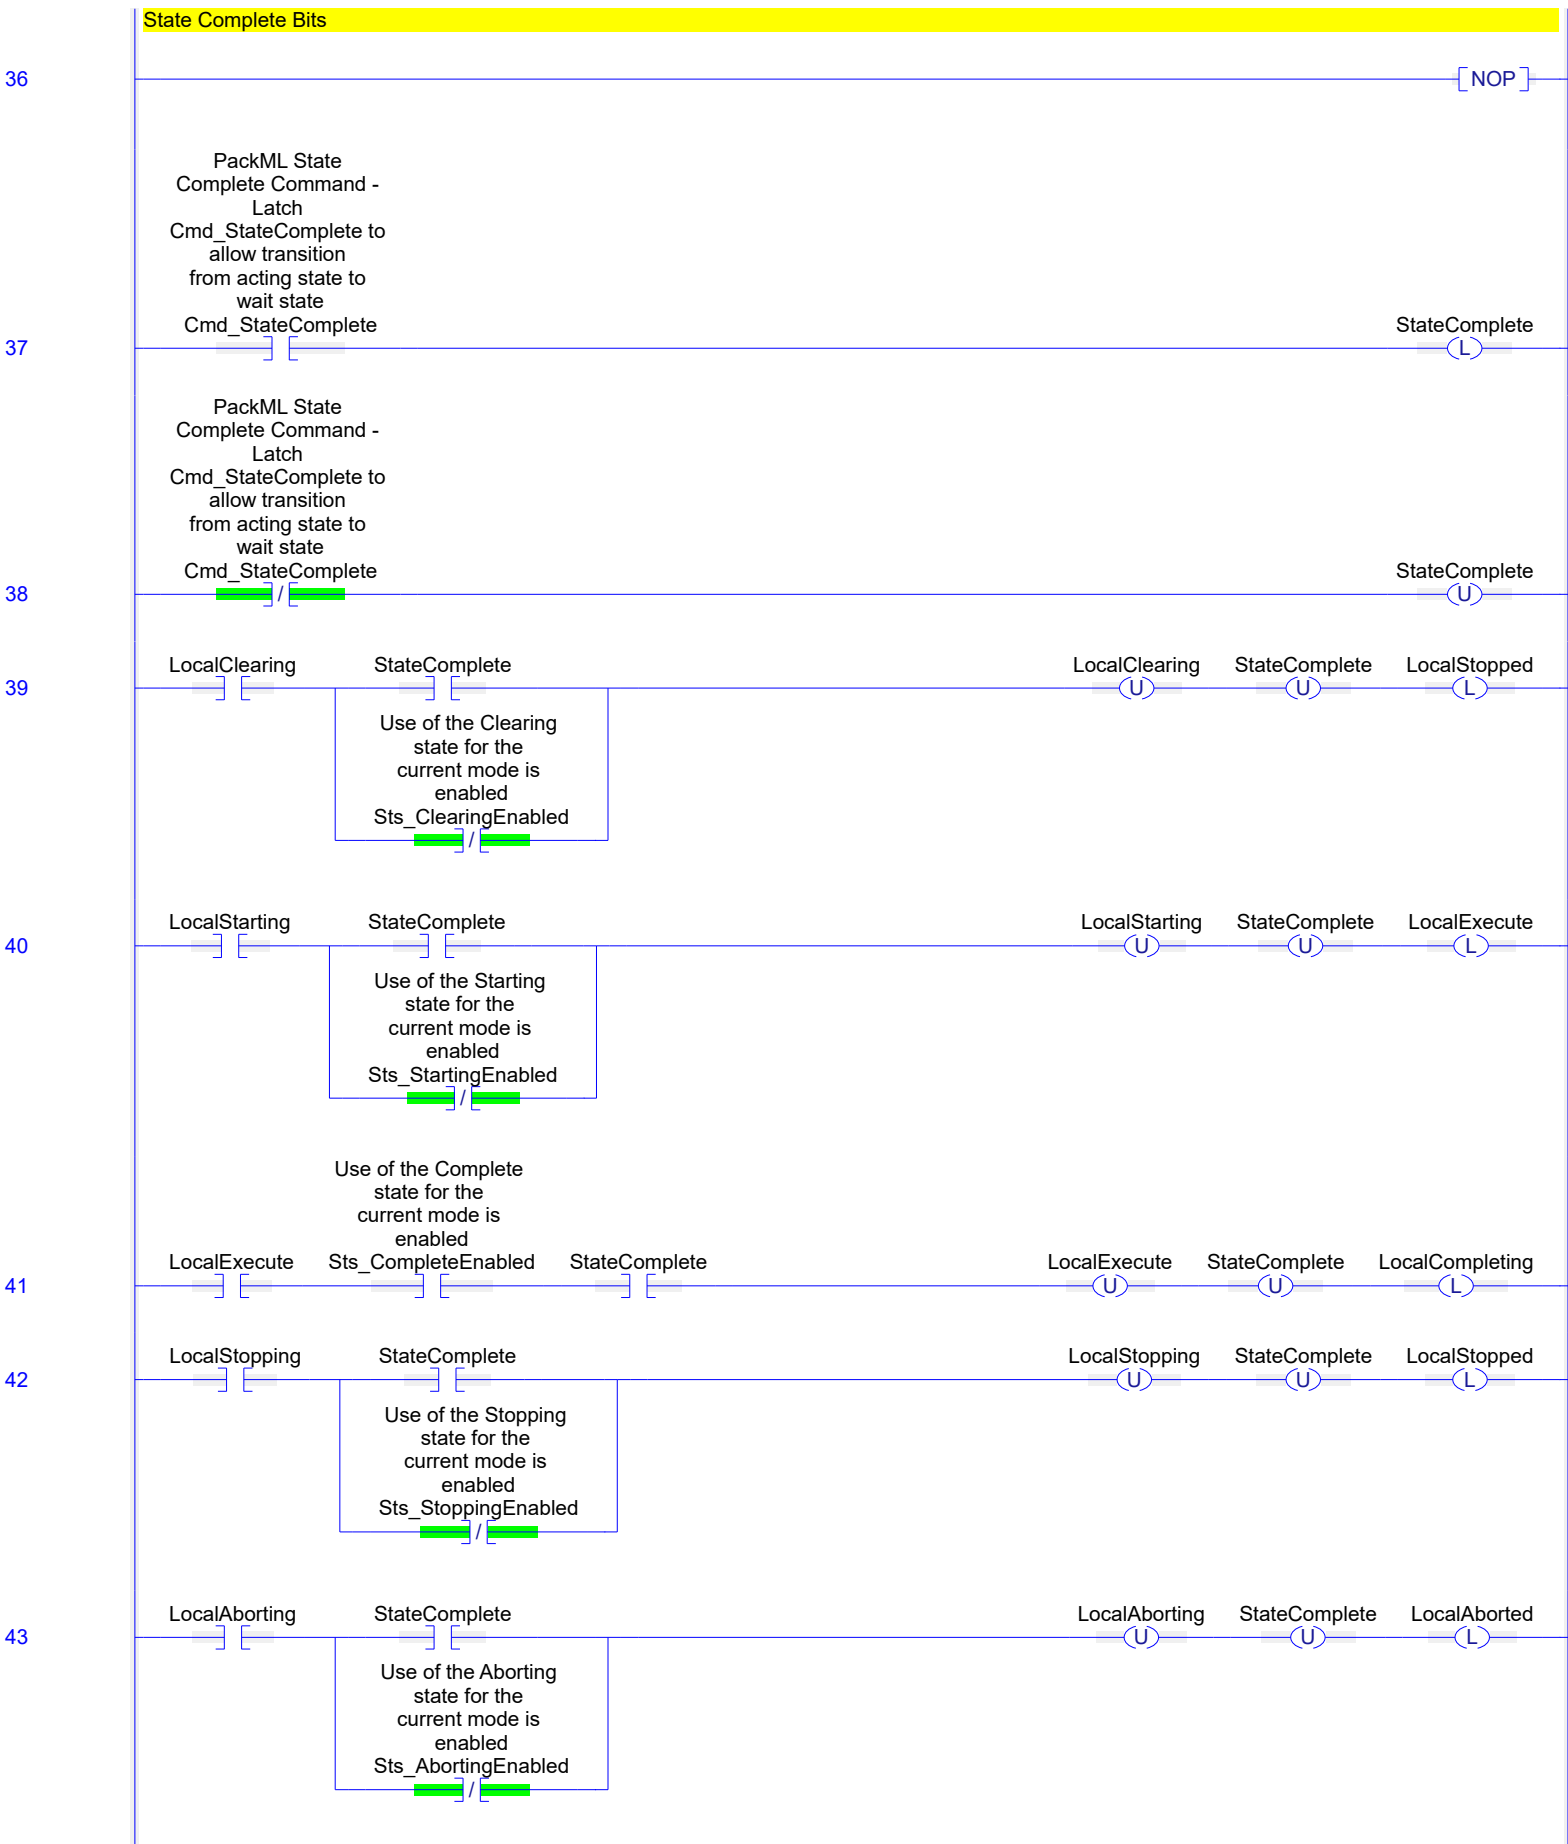 State Complete Bits
36
NOP
PackML State
Complete Command -
Latch
Cmd_StateComplete to
allow transition
from acting state to
wait state
Cmd_StateComplete
StateComplete
37
L
PackML State
Complete Command -
Latch
Cmd_StateComplete to
allow transition
from acting state to
wait state
Cmd_StateComplete
StateComplete
38
/
U
LocalClearing StateComplete LocalClearing StateComplete LocalStopped
39
U U L
Use of the Clearing
state for the
current mode is
enabled
Sts_ClearingEnabled
/
LocalStarting StateComplete LocalStarting StateComplete LocalExecute
40
U U L
Use of the Starting
state for the
current mode is
enabled
Sts_StartingEnabled
/
Use of the Complete
state for the
current mode is
enabled
LocalExecute Sts_CompleteEnabled StateComplete LocalExecute StateComplete LocalCompleting
41
U U L
LocalStopping StateComplete LocalStopping StateComplete LocalStopped
42
U U L
Use of the Stopping
state for the
current mode is
enabled
Sts_StoppingEnabled
/
LocalAborting StateComplete LocalAborting StateComplete LocalAborted
43
U U L
Use of the Aborting
state for the
current mode is
enabled
Sts_AbortingEnabled
/